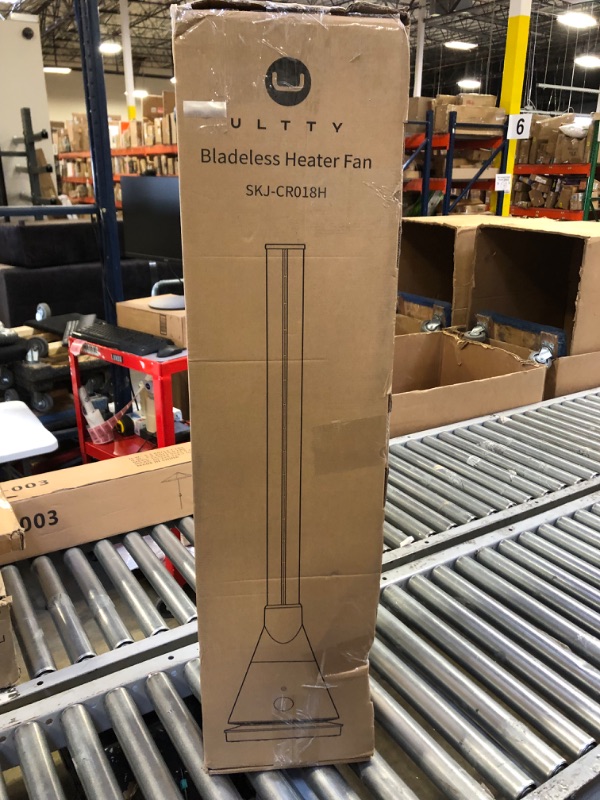 ULTTY
Bladeless Heater Fan
SKJ-CR018H
6
003
003